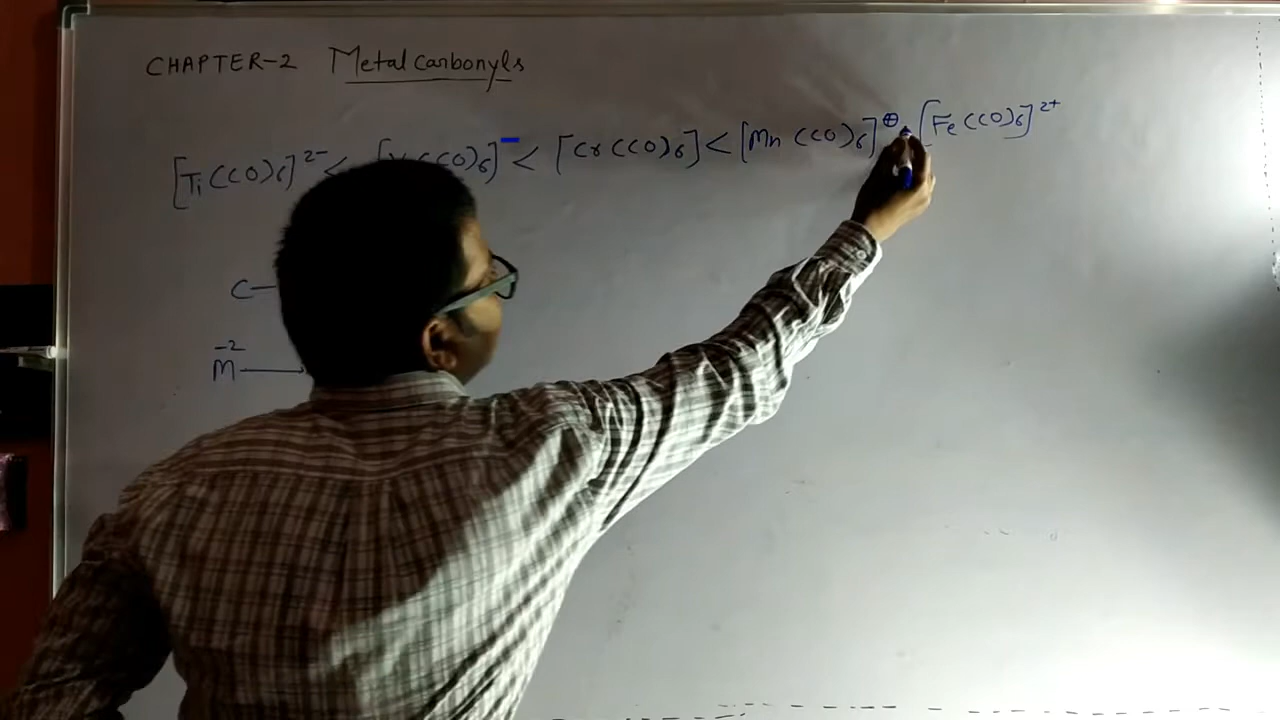 CHAPTER-2 Metal carbonyls
[Ti(CO)6]2- < (CO)6]- < [Cr(CO)6] < [Mn(CO)6]⊕ [Fe(CO)6]2+
C—
-2
M